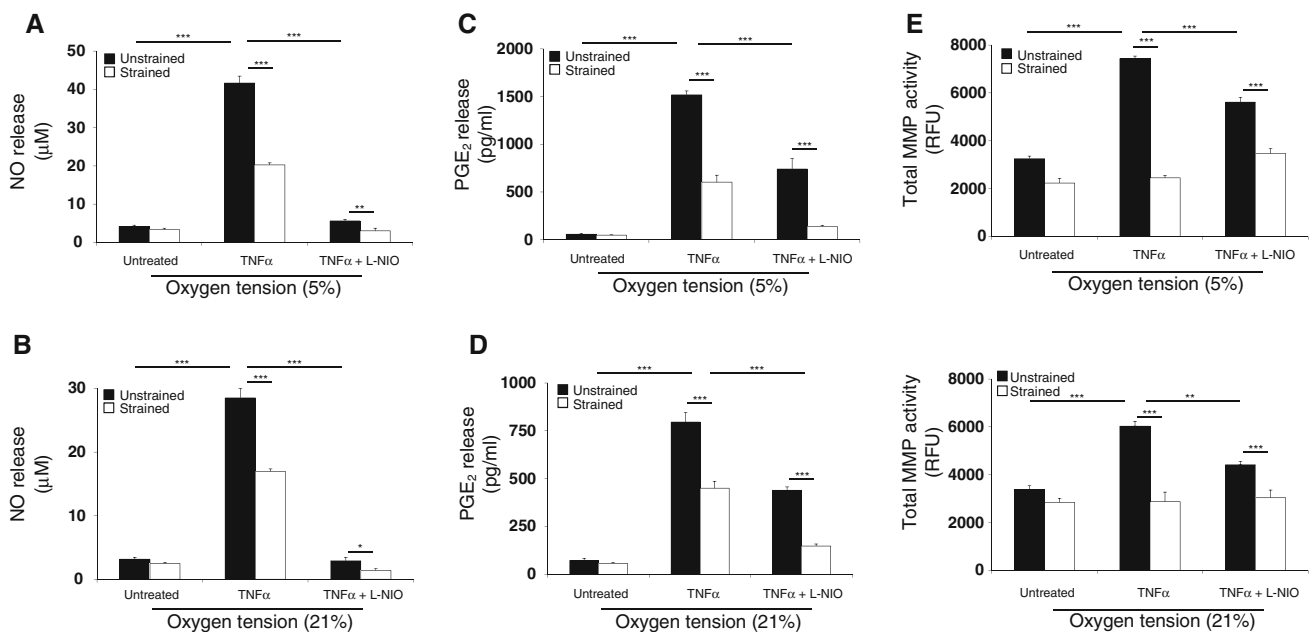 A
***
***
50
Unstrained
Strained
***
40
30
20
10
**
0
NO release
(µM)
Untreated
TNFα
TNFα + L-NIO
Oxygen tension (5%)
C
***
***
2000
Unstrained
Strained
***
1500
1000
***
500
0
PGE2 release
(pg/ml)
Untreated
TNFα
TNFα + L-NIO
Oxygen tension (5%)
E
***
***
8000
Unstrained
Strained
***
6000
***
4000
2000
0
Total MMP activity
(RFU)
Untreated
TNFα
TNFα + L-NIO
Oxygen tension (5%)
B
***
***
30
Unstrained
Strained
***
20
10
*
0
NO release
(µM)
Untreated
TNFα
TNFα + L-NIO
Oxygen tension (21%)
D
***
***
1000
Unstrained
Strained
***
750
500
***
250
0
PGE2 release
(pg/ml)
Untreated
TNFα
TNFα + L-NIO
Oxygen tension (21%)
8000
Unstrained
Strained
***
**
6000
***
***
4000
2000
0
Total MMP activity
(RFU)
Untreated
TNFα
TNFα + L-NIO
Oxygen tension (21%)